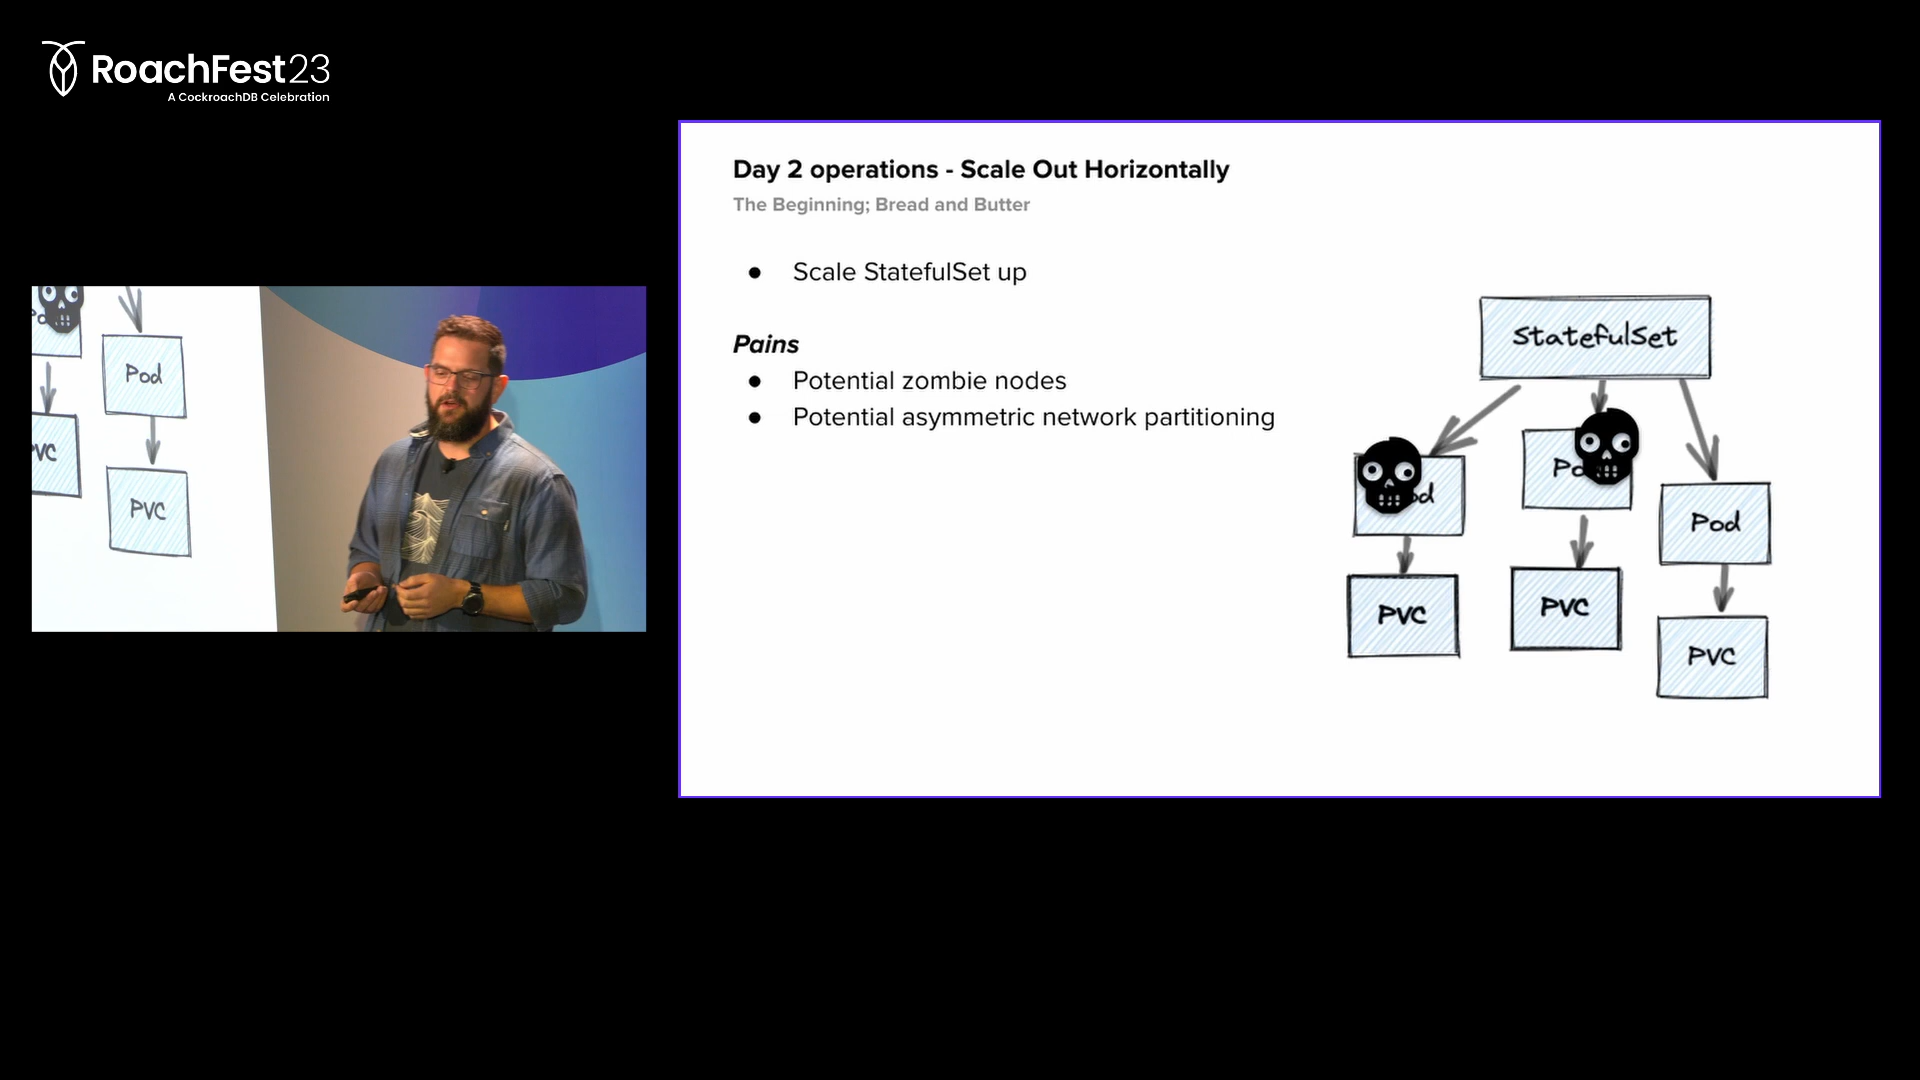 RoachFest23
A CockroachDB Celebration
Day 2 operations - Scale Out Horizontally
The Beginning; Bread and Butter
● Scale StatefulSet up
Pains
● Potential zombie nodes
● Potential asymmetric network partitioning
StatefulSet
Pod
PVC
PVC
PVC
Pod
PVC